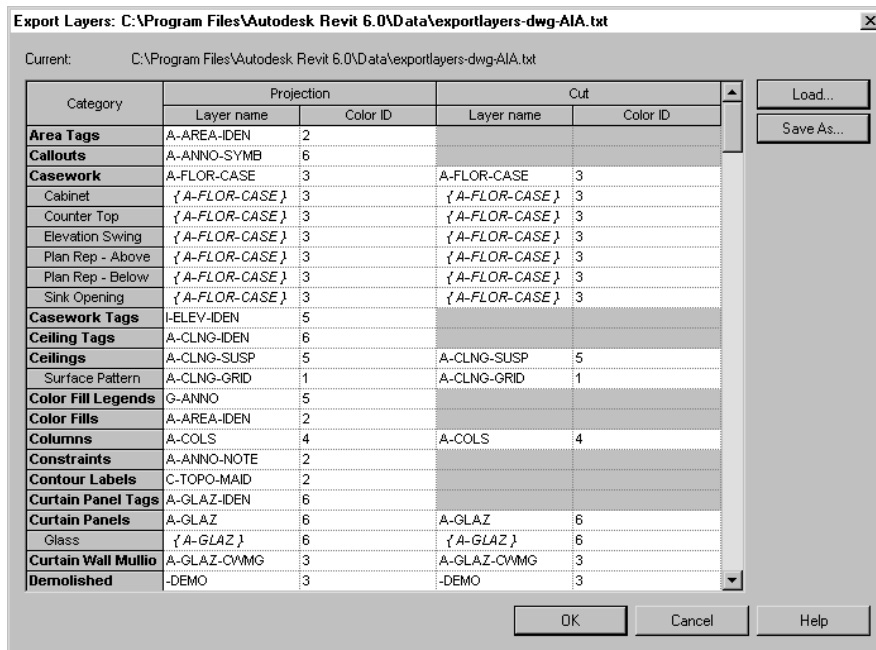 Export Layers: C:\Program Files\Autodesk Revit 6.0\Data\exportlayers-dwg-AIA.txt
Current: C:\Program Files\Autodesk Revit 6.0\Data\exportlayers-dwg-AIA.txt
Category Projection Cut
Layer name Color ID Layer name Color ID
Area Tags A-AREA-IDEN 2
Callouts A-ANNO-SYMB 6
Casework A-FLOR-CASE 3 A-FLOR-CASE 3
Cabinet { A-FLOR-CASE } 3 { A-FLOR-CASE } 3
Counter Top { A-FLOR-CASE } 3 { A-FLOR-CASE } 3
Elevation Swing { A-FLOR-CASE } 3 { A-FLOR-CASE } 3
Plan Rep - Above { A-FLOR-CASE } 3 { A-FLOR-CASE } 3
Plan Rep - Below { A-FLOR-CASE } 3 { A-FLOR-CASE } 3
Sink Opening { A-FLOR-CASE } 3 { A-FLOR-CASE } 3
Casework Tags I-ELEV-IDEN 5
Ceiling Tags A-CLNG-IDEN 6
Ceilings A-CLNG-SUSP 5 A-CLNG-SUSP 5
Surface Pattern A-CLNG-GRID 1 A-CLNG-GRID 1
Color Fill Legends G-ANNO 5
Color Fills A-AREA-IDEN 2
Columns A-COLS 4 A-COLS 4
Constraints A-ANNO-NOTE 2
Contour Labels C-TOPO-MAID 2
Curtain Panel Tags A-GLAZ-IDEN 6
Curtain Panels A-GLAZ 6 A-GLAZ 6
Glass { A-GLAZ } 6 { A-GLAZ } 6
Curtain Wall Mullio A-GLAZ-CWMG 3 A-GLAZ-CWMG 3
Demolished -DEMO 3 -DEMO 3
Load...
Save As...
OK Cancel Help